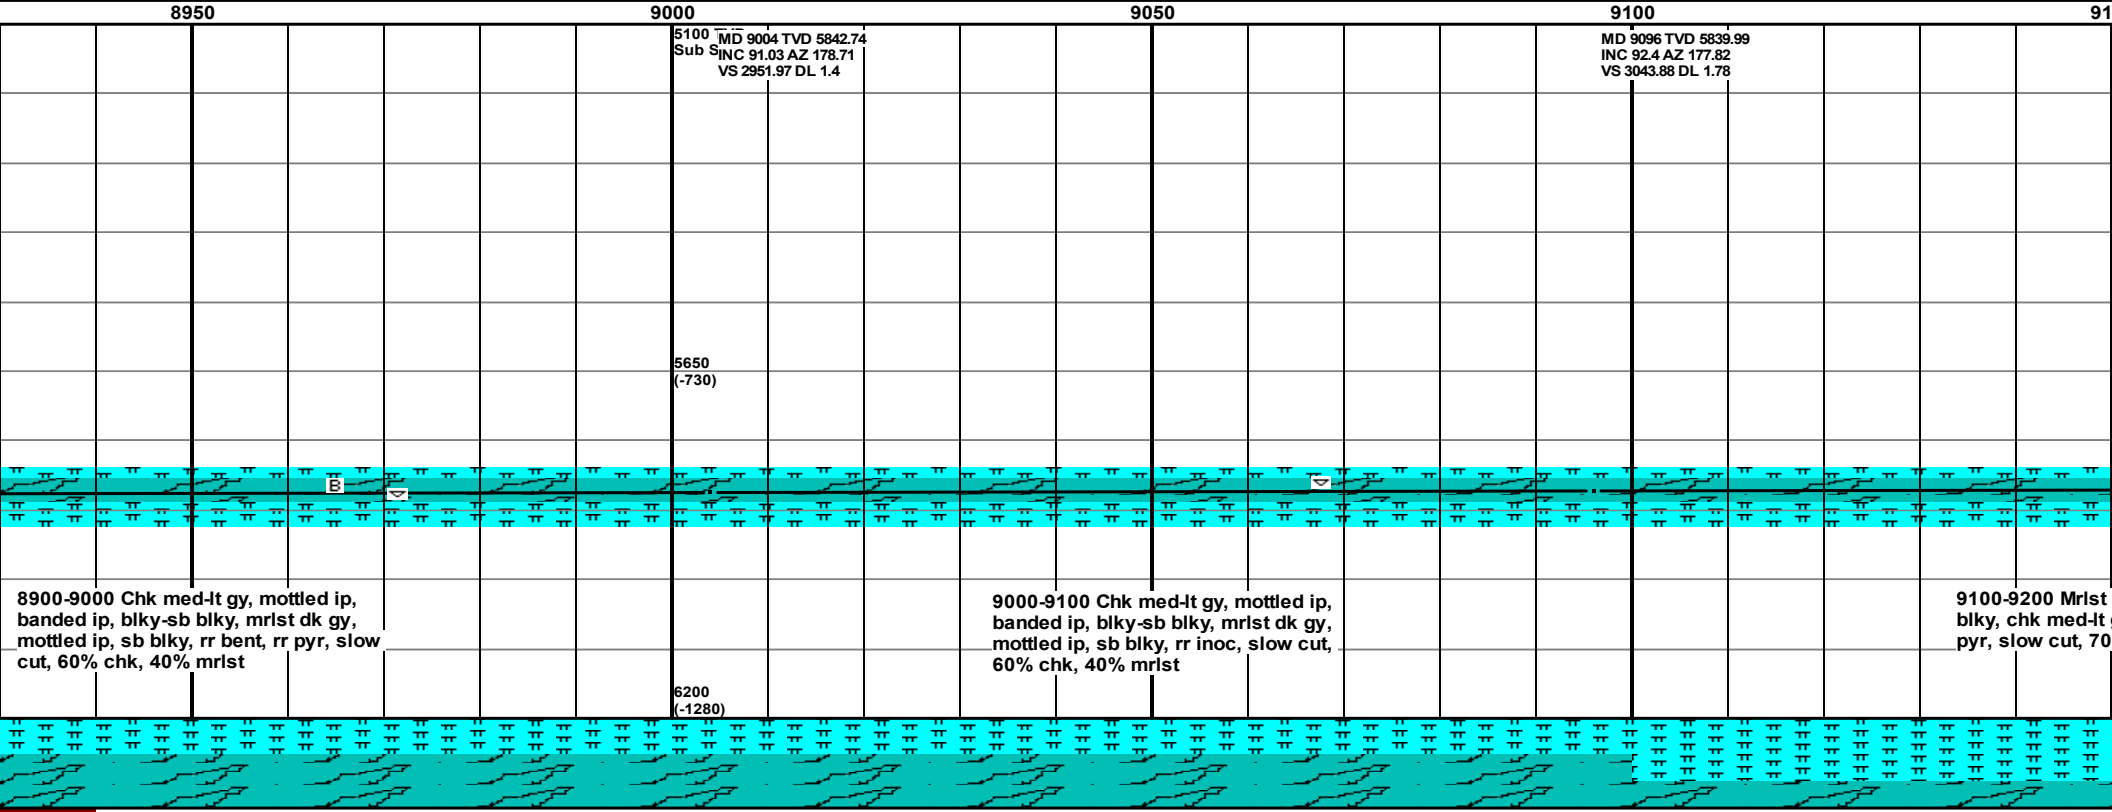 8950 9000 9050 9100 91
5100
Sub S
MD 9004 TVD 5842.74
INC 91.03 AZ 178.71
VS 2951.97 DL 1.4
MD 9096 TVD 5839.99
INC 92.4 AZ 177.82
VS 3043.88 DL 1.78
5650
(-730)
B
8900-9000 Chk med-lt gy, mottled ip,
banded ip, blky-sb blky, mrlst dk gy,
mottled ip, sb blky, rr bent, rr pyr, slow
cut, 60% chk, 40% mrlst
9000-9100 Chk med-lt gy, mottled ip,
banded ip, blky-sb blky, mrlst dk gy,
mottled ip, sb blky, rr inoc, slow cut,
60% chk, 40% mrlst
9100-9200 Mrlst
blky, chk med-lt
pyr, slow cut, 70
6200
(-1280)